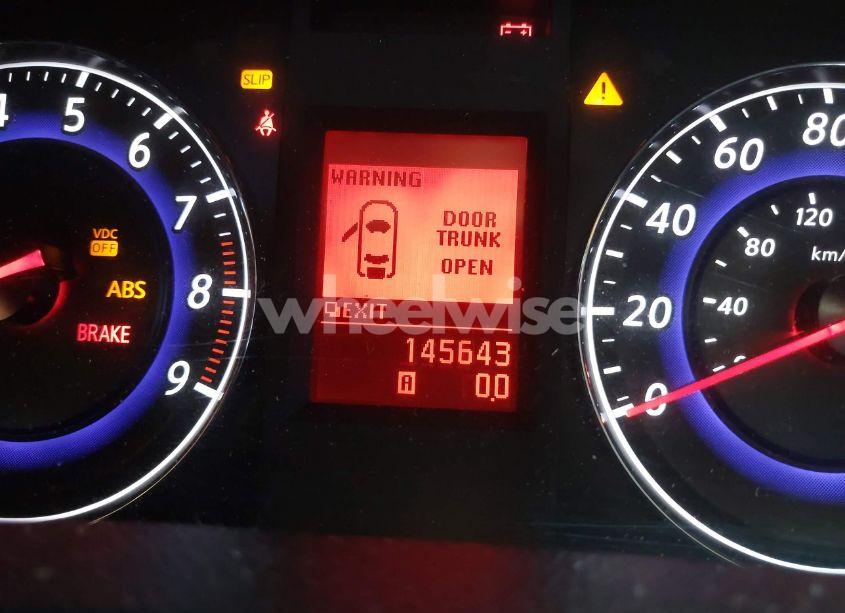 SLIP
WARNING
DOOR
TRUNK
OPEN
EXIT
145643
A 0.0
4 5 6 7 8 9
VDC
OFF
ABS
BRAKE
80
60
40
20
0
120
80
40
km/
wheelwise